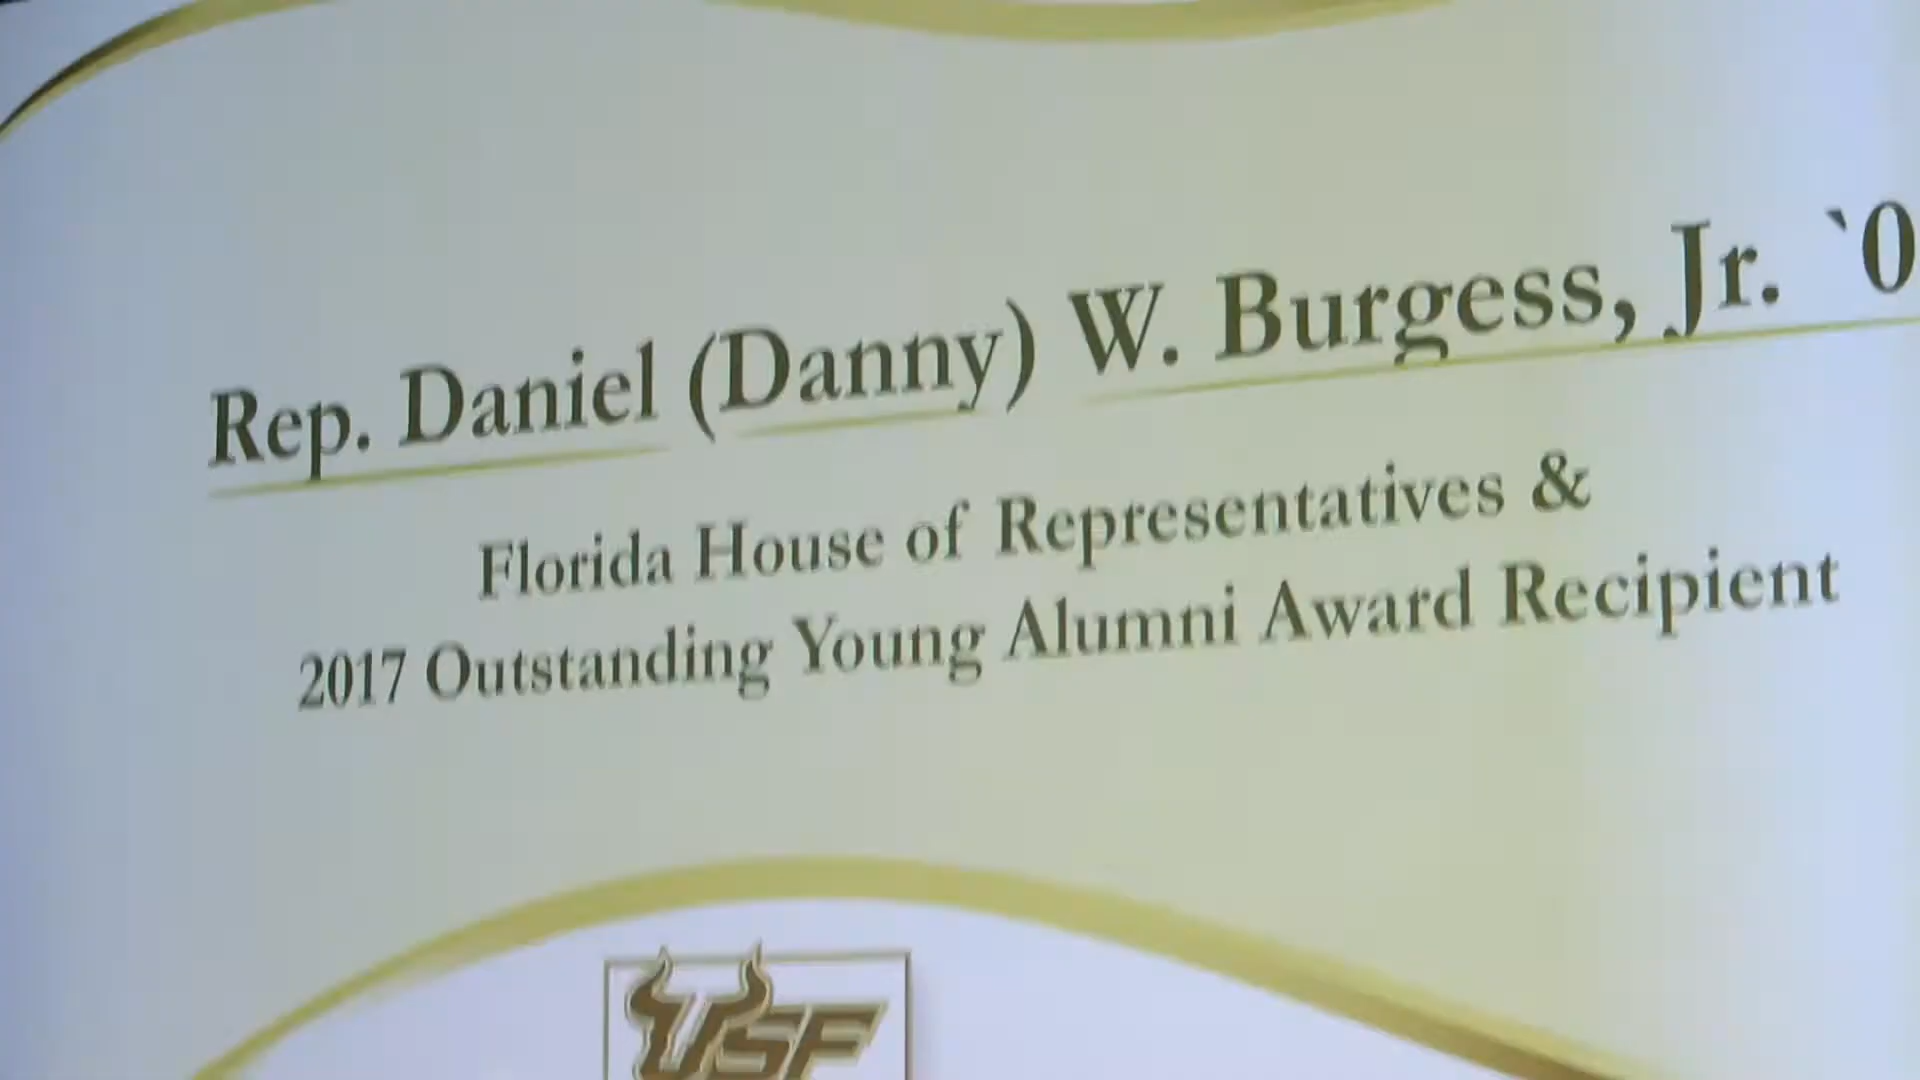 Rep. Daniel (Danny) W. Burgess, Jr. `0
Florida House of Representatives &
2017 Outstanding Young Alumni Award Recipient
USF